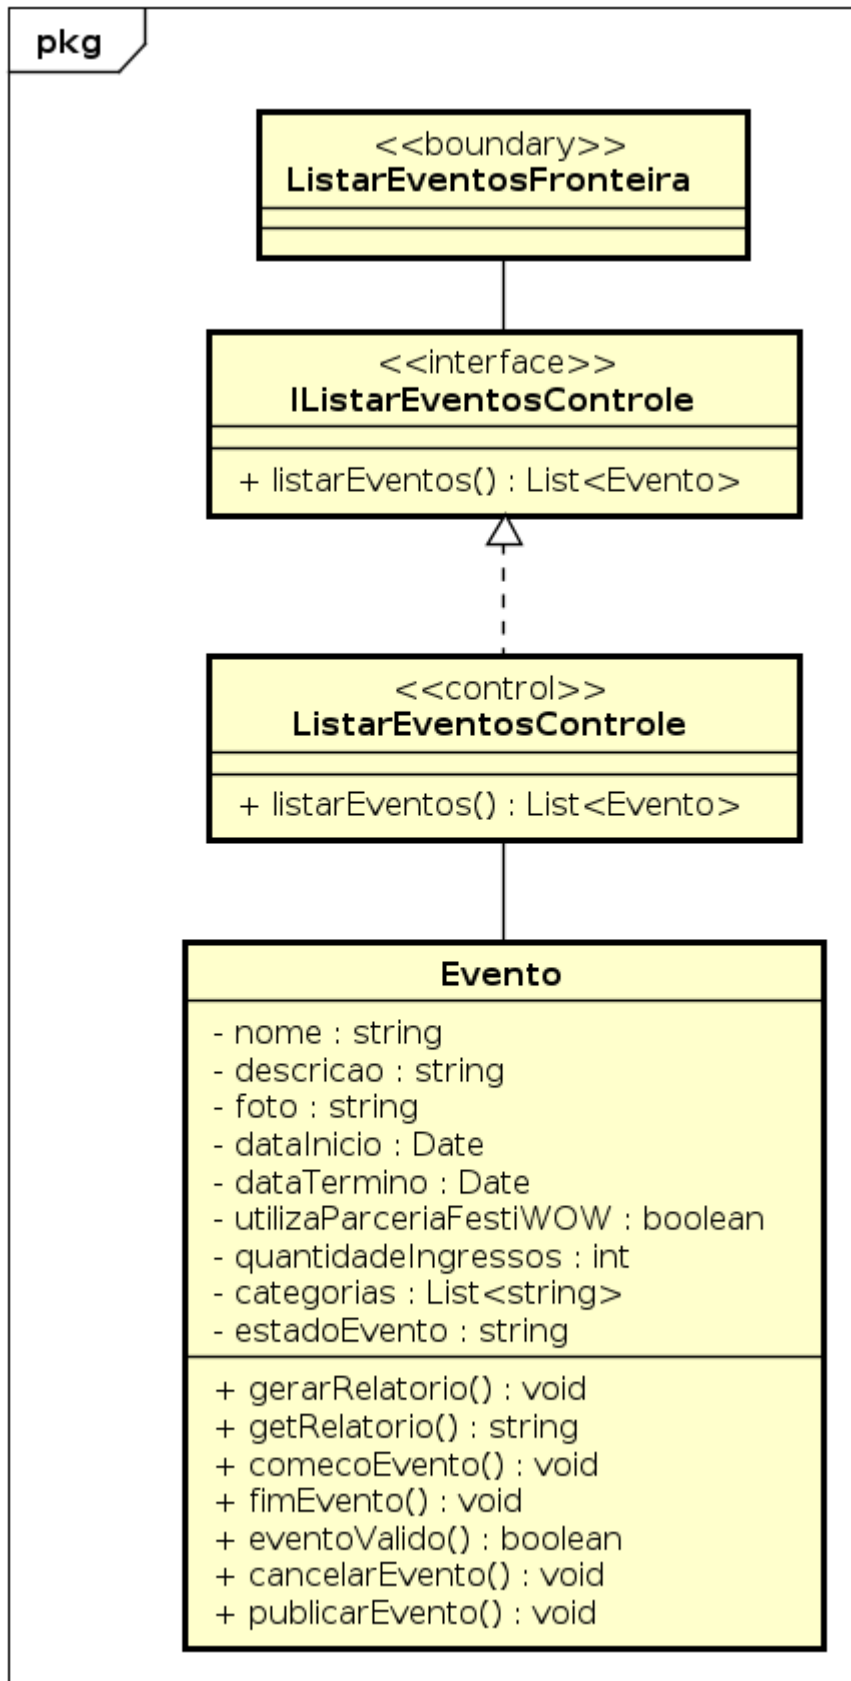 pkg
<<boundary>>
ListarEventosFronteira
<<interface>>
IListarEventosControle
+ listarEventos() : List<Evento>
<<control>>
ListarEventosControle
+ listarEventos() : List<Evento>
Evento
- nome : string
- descricao : string
- foto : string
- dataInicio : Date
- dataTermino : Date
- utilizaParceriaFestiWOW : boolean
- quantidadeIngressos : int
- categorias : List<string>
- estadoEvento : string
+ gerarRelatorio() : void
+ getRelatorio() : string
+ comecoEvento() : void
+ fimEvento() : void
+ eventoValido() : boolean
+ cancelarEvento() : void
+ publicarEvento() : void